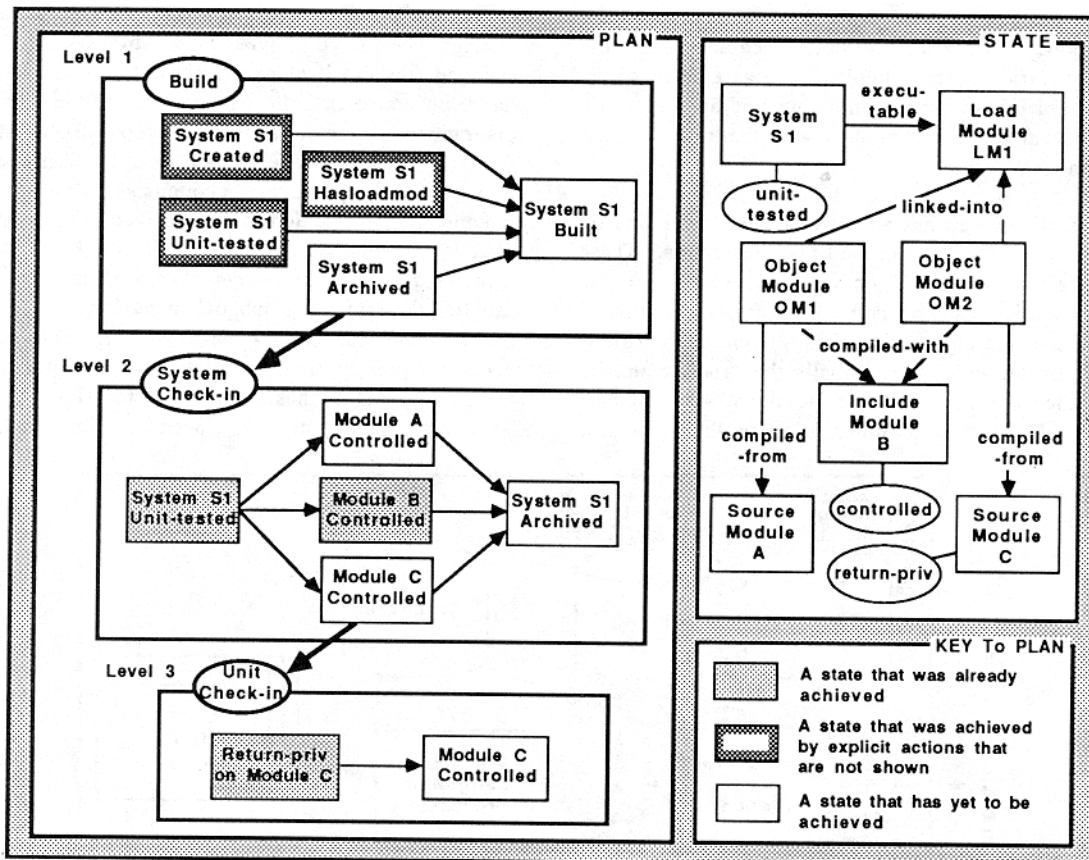 PLAN
Level 1
Build
System S1
Created
System S1
Hasloadmod
System S1
Unit-tested
System S1
Archived
System S1
Built
Level 2
System
Check-in
Module A
Controlled
System S1
Unit-tested
Module B
Controlled
Module C
Controlled
System S1
Archived
Level 3
Unit
Check-in
Return-priv
on Module C
Module C
Controlled
STATE
System
S1
execu-
table
Load
Module
LM1
unit-
tested
linked-into
Object
Module
OM1
Object
Module
OM2
compiled-with
Include
Module
B
compiled
-from
compiled
-from
controlled
Source
Module
A
Source
Module
C
return-priv
KEY To PLAN
A state that was already
achieved
A state that was achieved
by explicit actions that
are not shown
A state that has yet to be
achieved